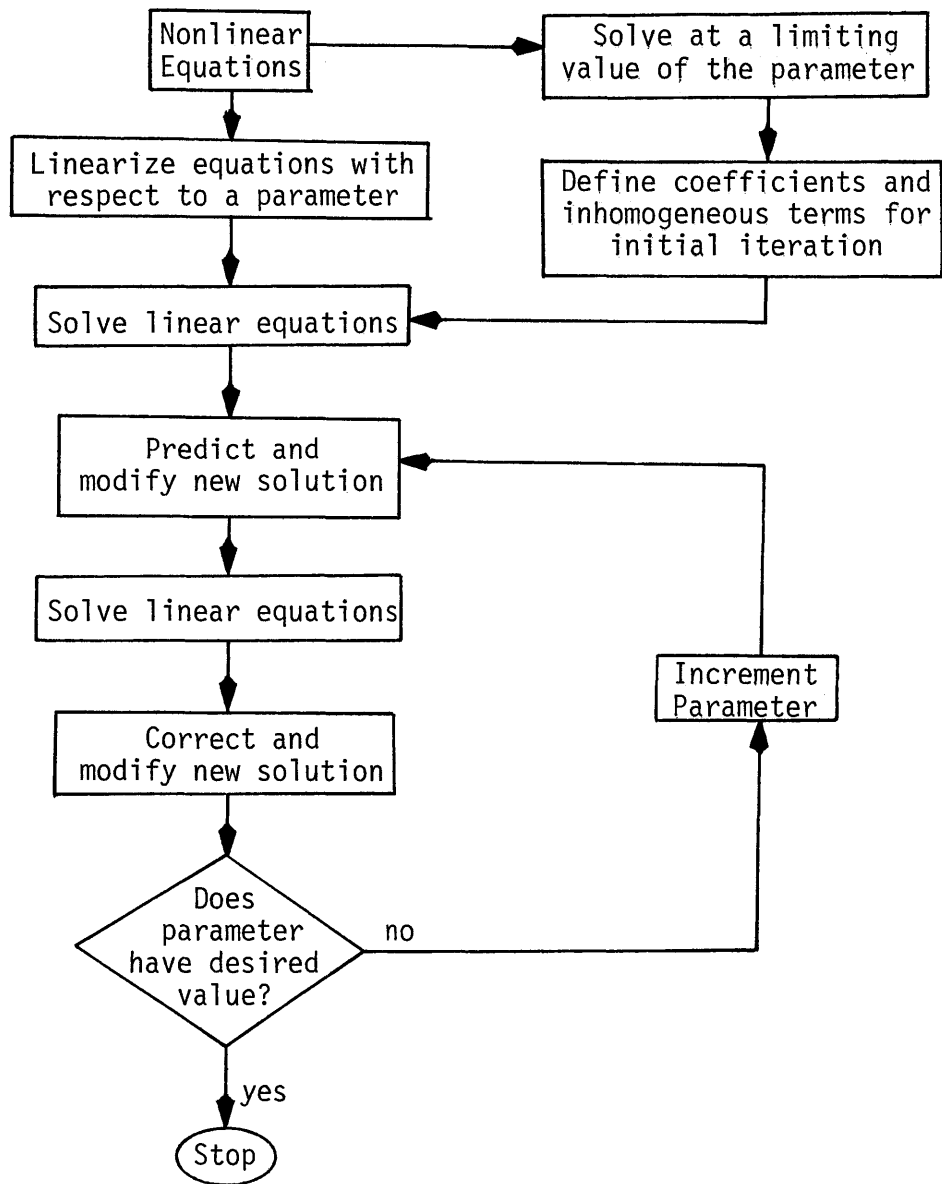 Nonlinear
Equations
Solve at a limiting
value of the parameter
Linearize equations with
respect to a parameter
Define coefficients and
inhomogeneous terms for
initial iteration
Solve linear equations
Predict and
modify new solution
Solve linear equations
Increment
Parameter
Correct and
modify new solution
Does
parameter
have desired
value?
no
yes
Stop